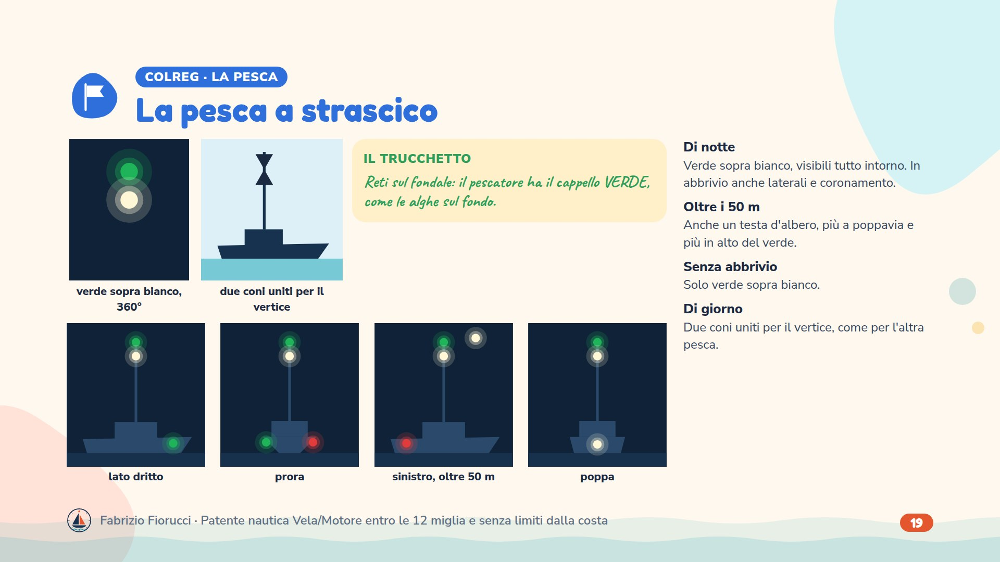 COLREG · LA PESCA
La pesca a strascico
verde sopra bianco,
360°
due coni uniti per il
vertice
IL TRUCCHETTO
Reti sul fondale: il pescatore ha il cappello VERDE,
come le alghe sul fondo.
lato dritto
prora
sinistro, oltre 50 m
poppa
Di notte
Verde sopra bianco, visibili tutto intorno. In
abbrivio anche laterali e coronamento.
Oltre i 50 m
Anche un testa d'albero, più a poppavia e
più in alto del verde.
Senza abbrivio
Solo verde sopra bianco.
Di giorno
Due coni uniti per il vertice, come per l'altra
pesca.
Fabrizio Fiorucci · Patente nautica Vela/Motore entro le 12 miglia e senza limiti dalla costa
19